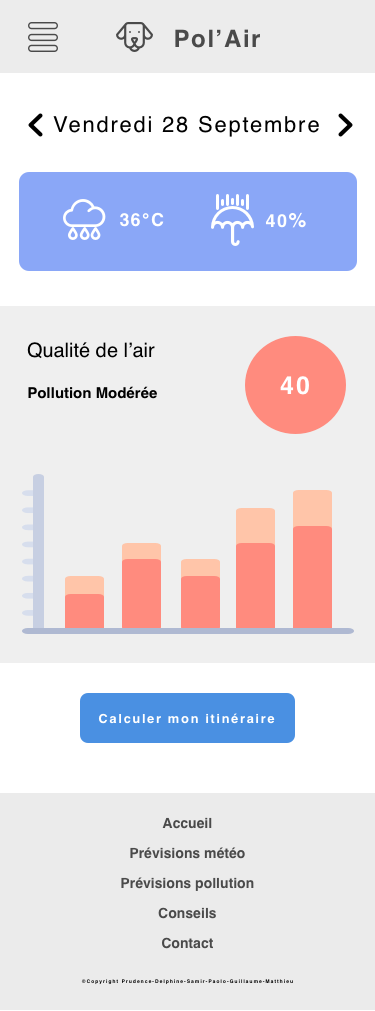 Pol’Air
Vendredi 28 Septembre
36°C
40%
Qualité de l’air
Pollution Modérée
40
Calculer mon itinéraire
Accueil
Prévisions météo
Prévisions pollution
Conseils
Contact
©Copyright Prudence-Delphine-Samir-Paolo-Guillaume-Matthieu